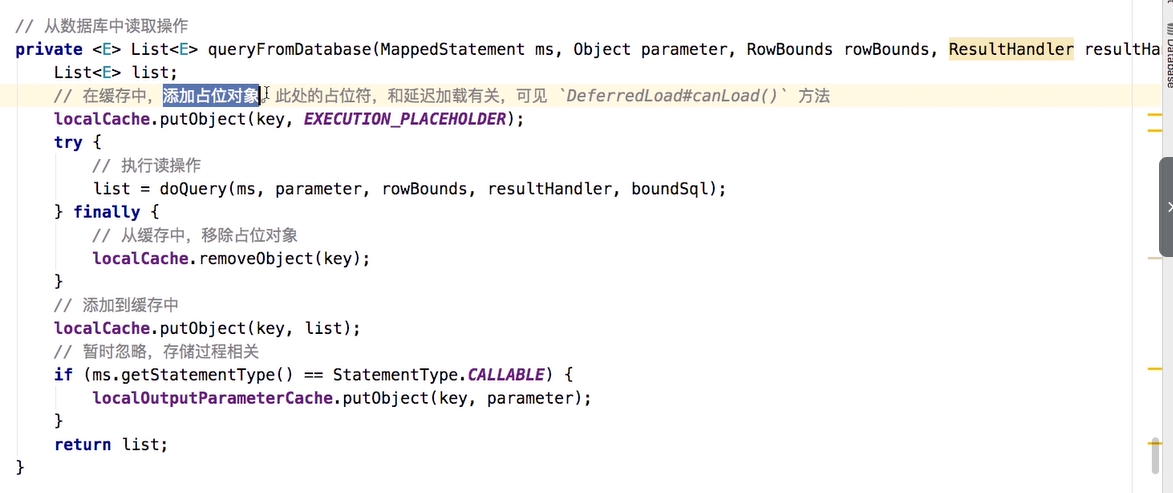 // 从数据库中读取操作
private <E> List<E> queryFromDatabase(MappedStatement ms, Object parameter, RowBounds rowBounds, ResultHandler resultHa
    List<E> list;
    // 在缓存中，添加占位对象。此处的占位符，和延迟加载有关，可见 `DeferredLoad#canLoad()` 方法
    localCache.putObject(key, EXECUTION_PLACEHOLDER);
    try {
        // 执行读操作
        list = doQuery(ms, parameter, rowBounds, resultHandler, boundSql);
    } finally {
        // 从缓存中，移除占位对象
        localCache.removeObject(key);
    }
    // 添加到缓存中
    localCache.putObject(key, list);
    // 暂时忽略，存储过程相关
    if (ms.getStatementType() == StatementType.CALLABLE) {
        localOutputParameterCache.putObject(key, parameter);
    }
    return list;
}
Database